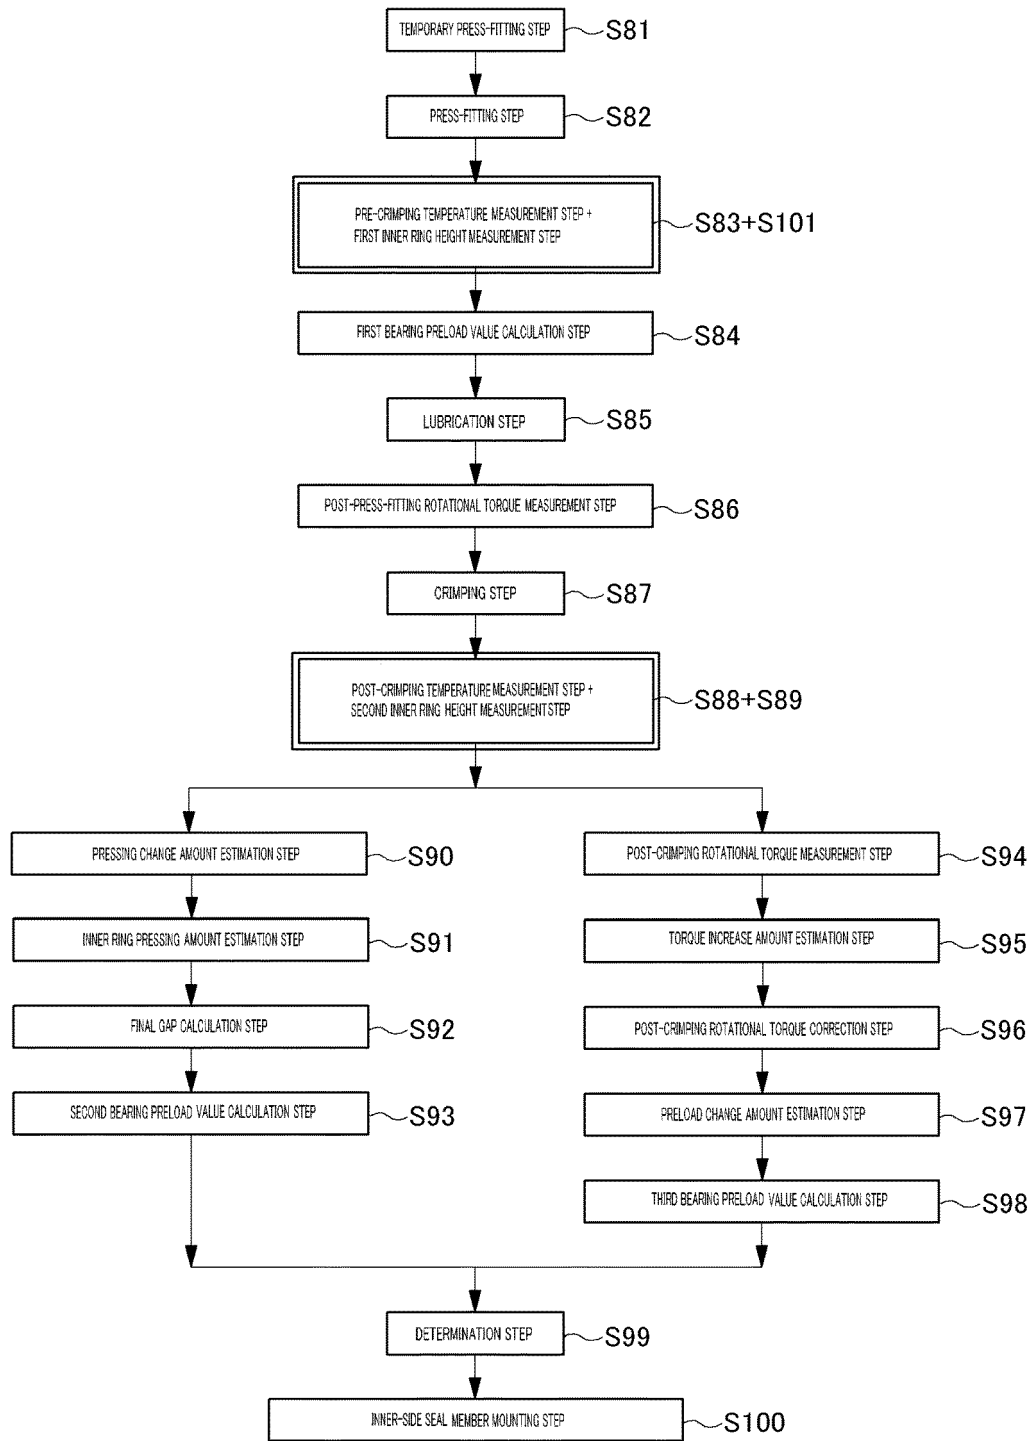 TEMPORARY PRESS-FITTING STEP
S81
PRESS-FITTING STEP
S82
PRE-CRIMPING TEMPERATURE MEASUREMENT STEP +
FIRST INNER RING HEIGHT MEASUREMENT STEP
S83+S101
FIRST BEARING PRELOAD VALUE CALCULATION STEP
S84
LUBRICATION STEP
S85
POST-PRESS-FITTING ROTATIONAL TORQUE MEASUREMENT STEP
S86
CRIMPING STEP
S87
POST-CRIMPING TEMPERATURE MEASUREMENT STEP +
SECOND INNER RING HEIGHT MEASUREMENT STEP
S88+S89
PRESSING CHANGE AMOUNT ESTIMATION STEP
S90
INNER RING PRESSING AMOUNT ESTIMATION STEP
S91
FINAL GAP CALCULATION STEP
S92
SECOND BEARING PRELOAD VALUE CALCULATION STEP
S93
POST-CRIMPING ROTATIONAL TORQUE MEASUREMENT STEP
S94
TORQUE INCREASE AMOUNT ESTIMATION STEP
S95
POST-CRIMPING ROTATIONAL TORQUE CORRECTION STEP
S96
PRELOAD CHANGE AMOUNT ESTIMATION STEP
S97
THIRD BEARING PRELOAD VALUE CALCULATION STEP
S98
DETERMINATION STEP
S99
INNER-SIDE SEAL MEMBER MOUNTING STEP
S100